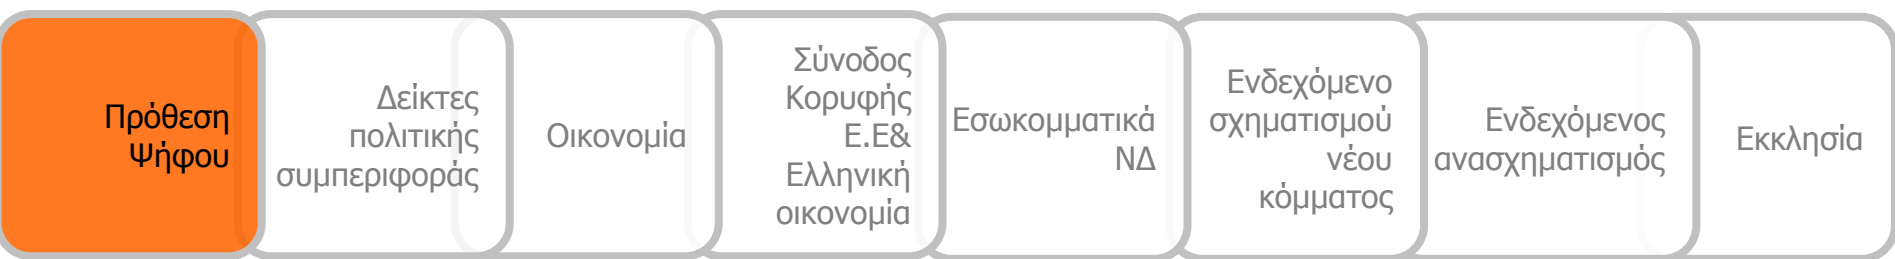 Πρόθεση
Ψήφου
Δείκτες
πολιτικής
συμπεριφοράς
Οικονομία
Σύνοδος
Κορυφής
Ε.Ε&
Ελληνική
οικονομία
Εσωκομματικά
ΝΔ
Ενδεχόμενο
σχηματισμού
νέου
κόμματος
Ενδεχόμενος
ανασχηματισμός
Εκκλησία